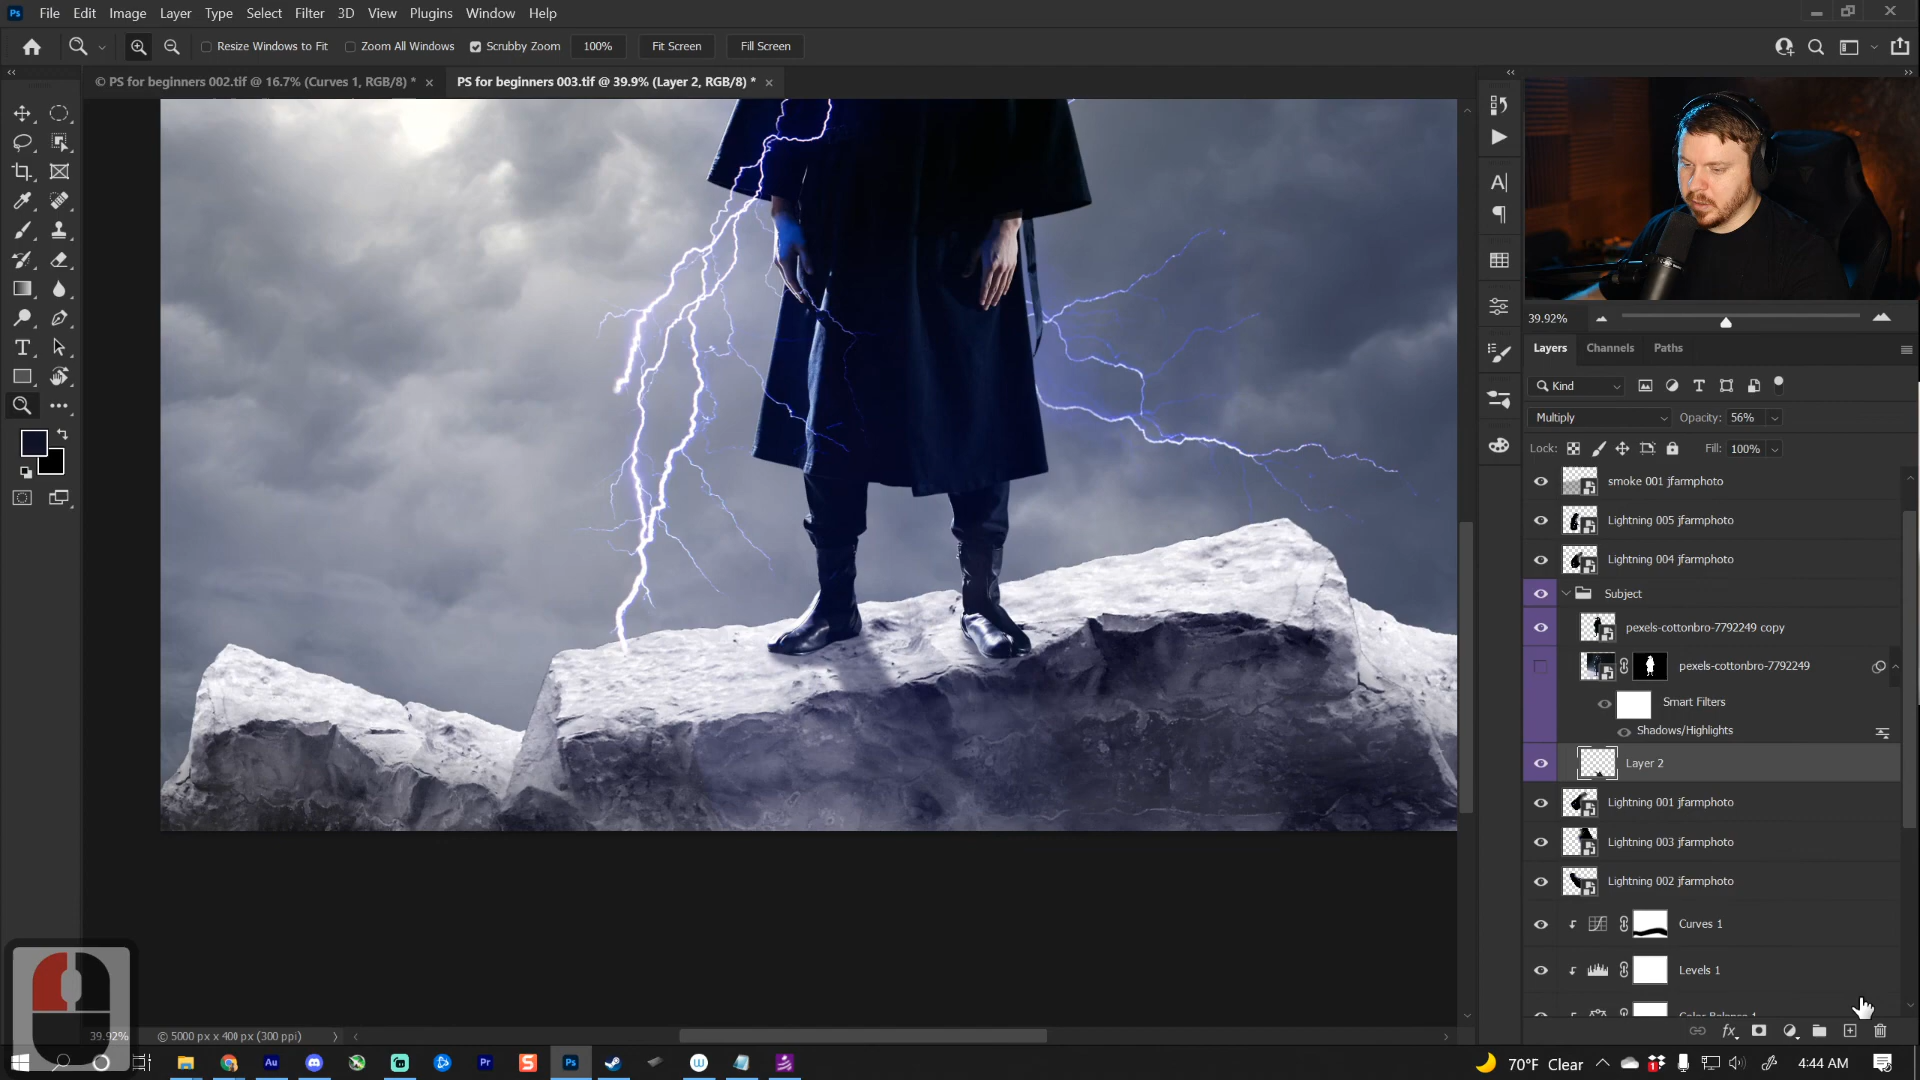 Ps File Edit Image Layer Type Select Filter 3D View Plugins Window Help
Resize Windows to Fit Zoom All Windows Scrubby Zoom 100% Fit Screen Fill Screen
© PS for beginners 002.tif @ 16.7% (Curves 1, RGB/8) * × PS for beginners 003.tif @ 39.9% (Layer 2, RGB/8) * ×
39.92%
Layers Channels Paths
Kind
Multiply Opacity: 56%
Lock: Fill: 100%
smoke 001 jfarmphoto
Lightning 005 jfarmphoto
Lightning 004 jfarmphoto
Subject
pexels-cottonbro-7792249 copy
pexels-cottonbro-7792249
Smart Filters
Shadows/Highlights
Layer 2
Lightning 001 jfarmphoto
Lightning 003 jfarmphoto
Lightning 002 jfarmphoto
Curves 1
Levels 1
Color Balance 1
39.92% © 5000 px x 400 px (300 ppi)
Au Pr Ps 70°F Clear 4:44 AM